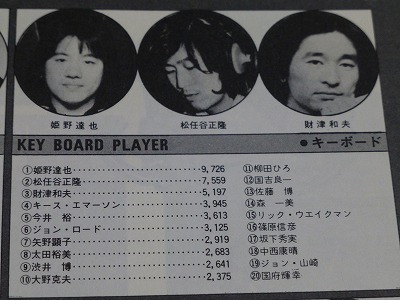 姫野達也
松任谷正隆
財津和夫
KEY BOARD PLAYER ●キーボード
①姫野達也 9,726
②松任谷正隆 7,559
③財津和夫 5,197
④キース・エマーソン 3,945
⑤今井 裕 3,613
⑥ジョン・ロード 3,125
⑦矢野顕子 2,919
⑧太田裕美 2,683
⑨渋井 博 2,641
⑩大野克夫 2,375
⑪柳田ひろ
⑫国吉良一
⑬佐藤 博
⑭森 一美
⑮リック・ウエイクマン
⑯篠原信彦
⑰坂下秀実
⑱中西康晴
⑲ジョン・山崎
⑳国府輝幸